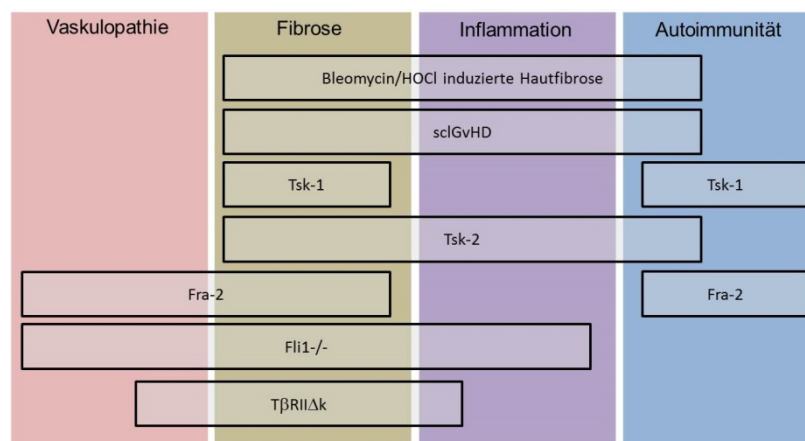 Vaskulopathie Fibrose Inflammation Autoimmunität
Bleomycin/HOCl induzierte Hautfibrose
sclGvHD
Tsk-1 Tsk-1
Tsk-2
Fra-2 Fra-2
Fli1-/-
TβRIIΔk